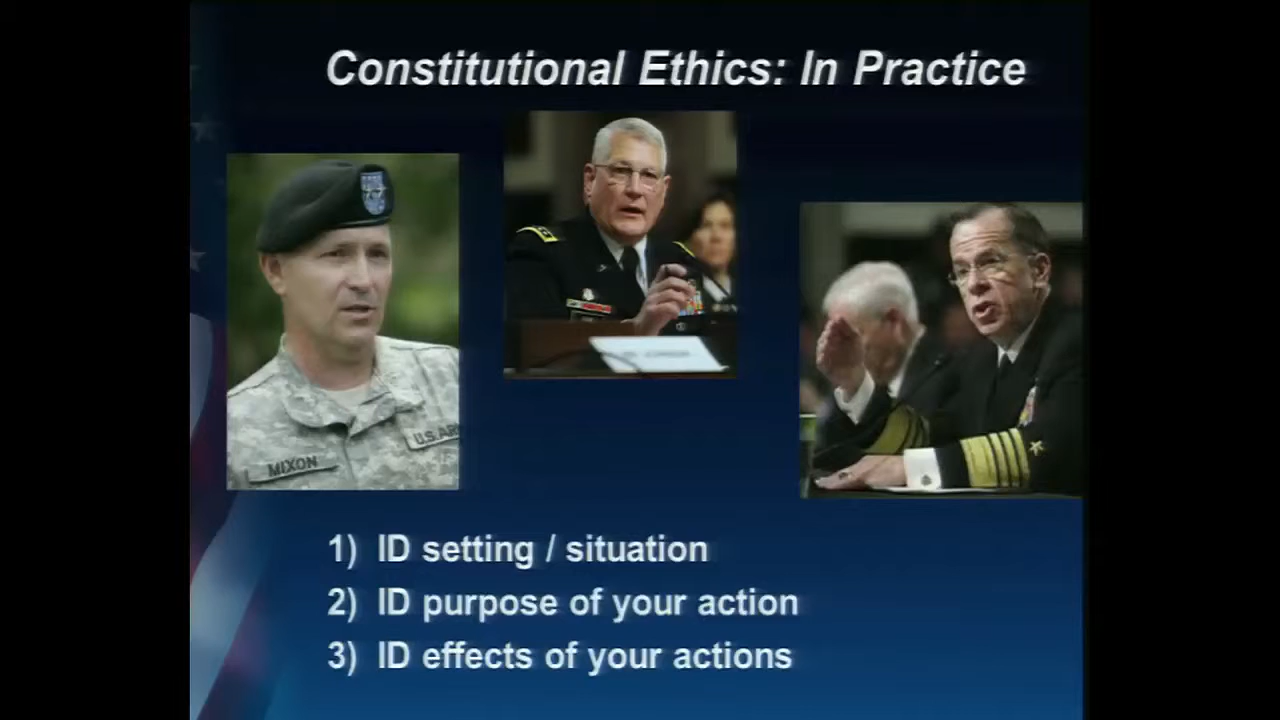 Constitutional Ethics: In Practice
MIXON
U.S. AR
1) ID setting / situation
2) ID purpose of your action
3) ID effects of your actions